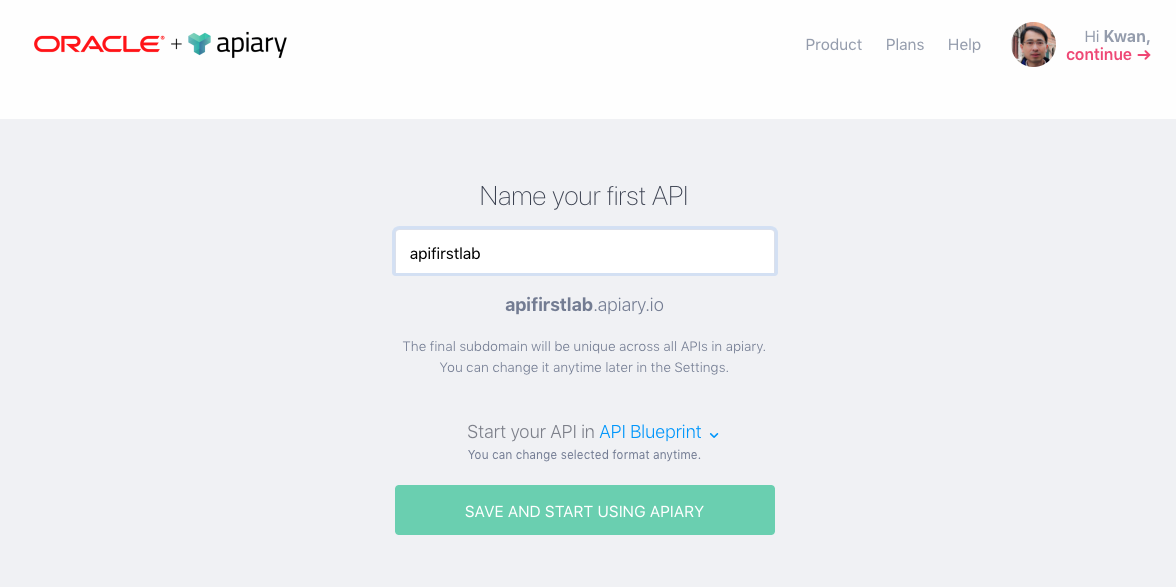 ORACLE® + apiary
Product Plans Help
Hi Kwan,
continue →
Name your first API
apifirstlab
apifirstlab.apiary.io
The final subdomain will be unique across all APIs in apiary.
You can change it anytime later in the Settings.
Start your API in API Blueprint
You can change selected format anytime.
SAVE AND START USING APIARY